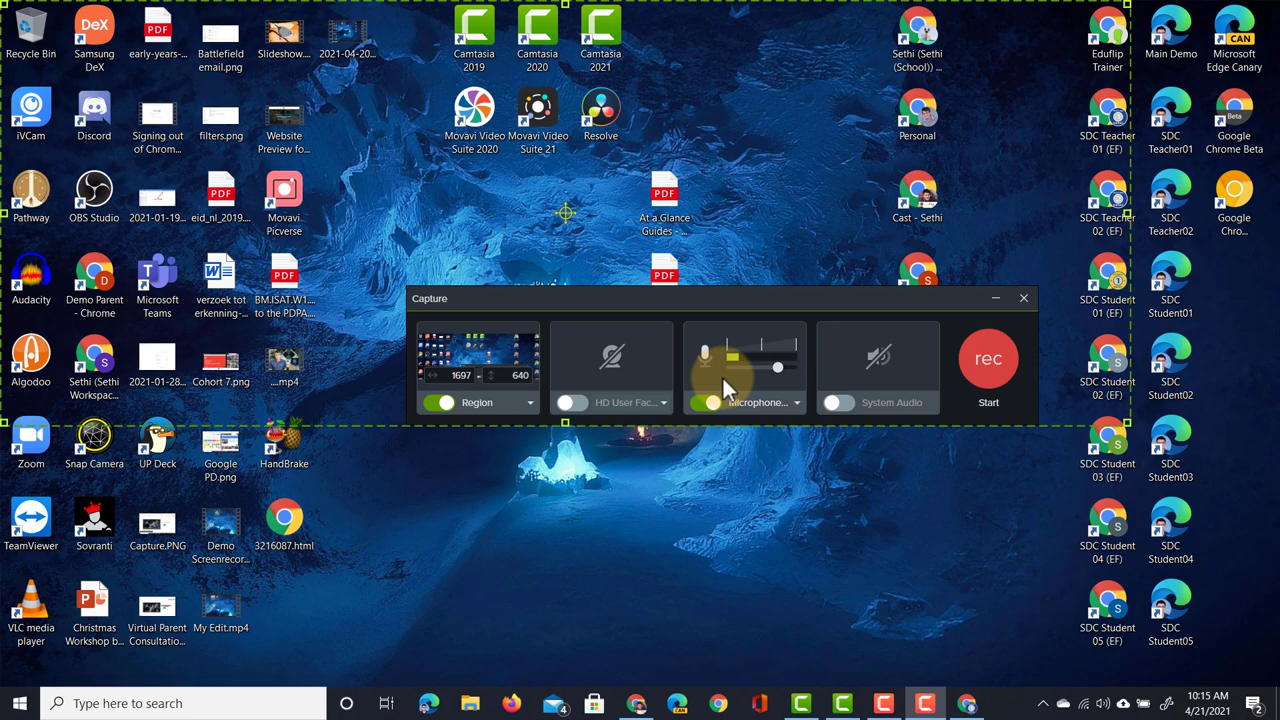 Recycle Bin
Samsung
DeX
early-years-...
Battlefield
email.png
Slideshow....
2021-04-20...
Camtasia
2019
Camtasia
2020
Camtasia
2021
Sethi (Sethi
(School)) ...
Eduflip
Trainer
Main Demo
Microsoft
Edge Canary
iVCam
Discord
Signing out
of Chrom...
filters.png
Website
Preview fo...
Movavi Video
Suite 2020
Movavi Video
Suite 21
Resolve
Personal
SDC Teacher
01 (EF)
SDC
Teacher01
Google
Chrome Beta
Pathway
OBS Studio
2021-01-19...
eid_nl_2019....
Movavi
Picverse
At a Glance
Guides - ...
Cast - Sethi
SDC Teacher
02 (EF)
SDC
Teacher02
Google
Chro...
Audacity
Demo Parent
- Chrome
Microsoft
Teams
verzoek tot
erkenning-...
BM.ISAT.W1....
to the PDPA...
SDC Student
01 (EF)
SDC
Student01
Capture
1697
640
Region
HD User Fac...
Microphone...
System Audio
rec
Start
Algodoo
Sethi (Sethi
Workspac...
2021-01-28...
Cohort 7.png
....mp4
SDC Student
02 (EF)
SDC
Student02
Zoom
Snap Camera
UP Deck
Google
PD.png
HandBrake
SDC Student
03 (EF)
SDC
Student03
TeamViewer
Sovranti
Capture.PNG
Demo
Screenrecor...
3216087.html
SDC Student
04 (EF)
SDC
Student04
VLC media
player
Christmas
Workshop b...
Virtual Parent
Consultatio...
My Edit.mp4
SDC Student
05 (EF)
SDC
Student05
Type here to search
10:15 AM
4/21/2021